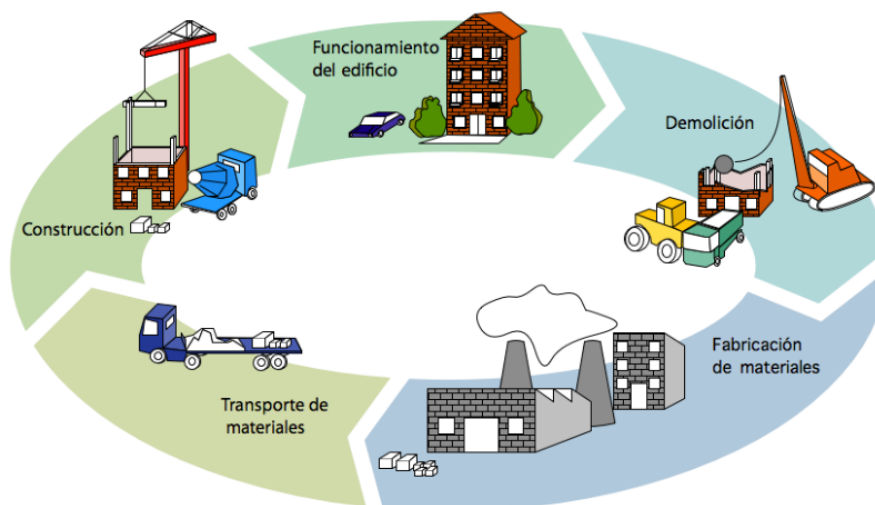 Funcionamiento
del edificio
Demolición
Construcción
Fabricación
de materiales
Transporte de
materiales